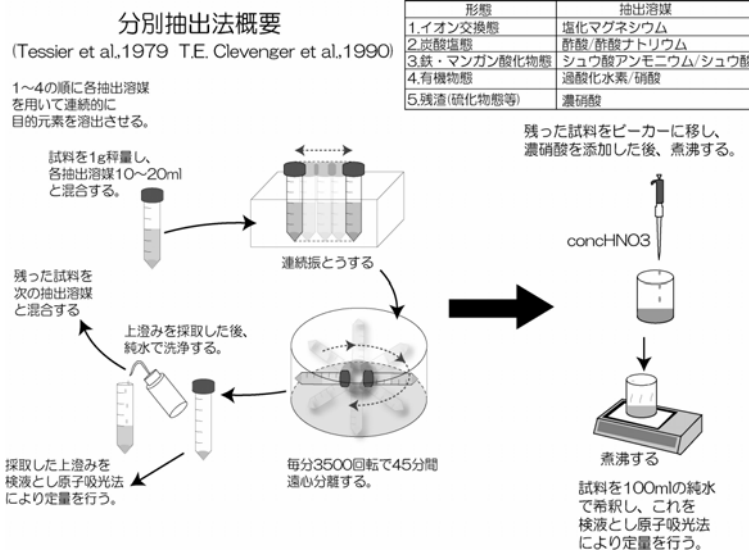 分別抽出法概要
(Tessier et al.,1979 T.E. Clevenger et al.,1990)
形態 抽出溶媒
1.イオン交換態 塩化マグネシウム
2.炭酸塩態 酢酸/酢酸ナトリウム
3.鉄・マンガン酸化物態 シュウ酸アンモニウム/シュウ酸
4.有機物態 過酸化水素/硝酸
5.残渣(硫化物態等) 濃硝酸
1~4の順に各抽出溶媒
を用いて連続的に
目的元素を溶出させる。
試料を1g秤量し、
各抽出溶媒10~20ml
と混合する。
連続振とうする
毎分3500回転で45分間
遠心分離する。
上澄みを採取した後、
純水で洗浄する。
残った試料を
次の抽出溶媒
と混合する
採取した上澄みを
検液とし原子吸光法
により定量を行う。
残った試料をビーカーに移し、
濃硝酸を添加した後、煮沸する。
concHNO3
煮沸する
試料を100mlの純水
で希釈し、これを
検液とし原子吸光法
により定量を行う。